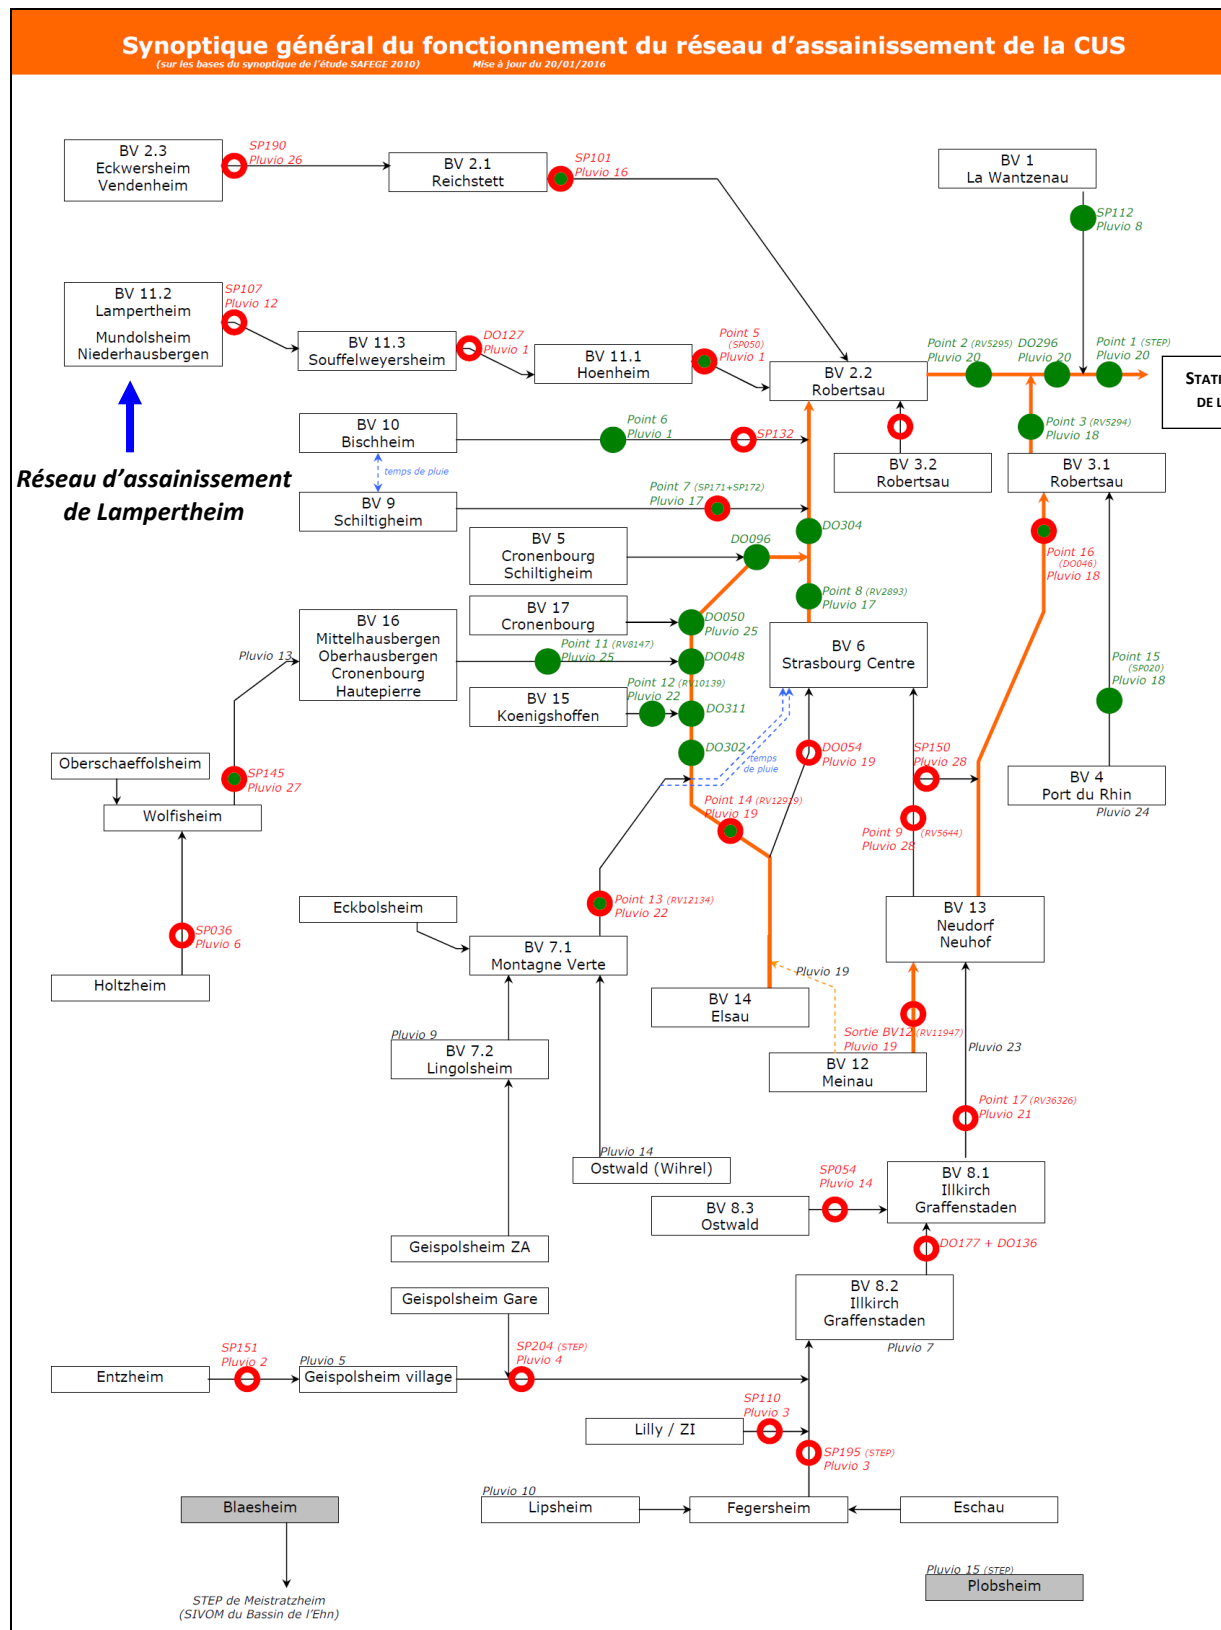 Synoptique général du fonctionnement du réseau d'assainissement de la CUS
(sur les bases du synoptique de l'étude SAFEGE 2010) Mise à jour du 20/01/2016
BV 2.3
Eckwersheim
Vendenheim
SP190
Pluvio 26
BV 2.1
Reichstett
SP101
Pluvio 16
BV 1
La Wantzenau
SP112
Pluvio 8
BV 11.2
Lampertheim
Mundolsheim
Niederhausbergen
SP107
Pluvio 12
BV 11.3
Souffelweyersheim
DO127
Pluvio 1
BV 11.1
Hoenheim
Point 5
(SP050)
Pluvio 1
BV 2.2
Robertsau
Point 2 (RV5295)
Pluvio 20
DO296
Pluvio 20
Point 1 (STEP)
Pluvio 20
DE L
Réseau d'assainissement
de Lampertheim
BV 10
Bischheim
Point 6
Pluvio 1
SP132
temps de pluie
BV 9
Schiltigheim
Point 7 (SP171+SP172)
Pluvio 17
BV 3.2
Robertsau
Point 3 (RV5294)
Pluvio 18
BV 3.1
Robertsau
BV 5
Cronenbourg
Schiltigheim
DO096
DO304
Point 16
(DO046)
Pluvio 18
BV 17
Cronenbourg
DO050
Pluvio 25
Point 8 (RV2893)
Pluvio 17
BV 16
Mittelhausbergen
Oberhausbergen
Cronenbourg
Hautepierre
Pluvio 13
Point 11 (RV8147)
Pluvio 25
DO048
BV 6
Strasbourg Centre
Point 15
(SP020)
Pluvio 18
BV 15
Koenigshoffen
Point 12 (RV10139)
Pluvio 22
DO311
DO302
temps
de pluie
DO054
Pluvio 19
SP150
Pluvio 28
BV 4
Port du Rhin
Pluvio 24
Oberschaeffolsheim
SP145
Pluvio 27
Wolfisheim
Point 14 (RV12919)
Pluvio 19
Point 9 (RV5644)
Pluvio 28
Eckbolsheim
Point 13 (RV12134)
Pluvio 22
BV 13
Neudorf
Neuhof
SP036
Pluvio 6
Holtzheim
BV 7.1
Montagne Verte
Pluvio 19
BV 14
Elsau
Sortie BV12 (RV11947)
Pluvio 19
Pluvio 9
BV 7.2
Lingolsheim
BV 12
Meinau
Pluvio 23
Point 17 (RV36326)
Pluvio 21
Pluvio 14
Ostwald (Wihrel)
SP054
Pluvio 14
BV 8.1
Illkirch
Graffenstaden
BV 8.3
Ostwald
DO177 + DO136
Geispolsheim ZA
BV 8.2
Illkirch
Graffenstaden
Pluvio 7
Geispolsheim Gare
SP151
Pluvio 2
Entzheim
Pluvio 5
Geispolsheim village
SP204 (STEP)
Pluvio 4
Lilly / ZI
SP110
Pluvio 3
SP195 (STEP)
Pluvio 3
Pluvio 10
Lipsheim
Fegersheim
Eschau
Blaesheim
Pluvio 15 (STEP)
Plobsheim
STEP de Meistratzheim
(SIVOM du Bassin de l'Ehn)